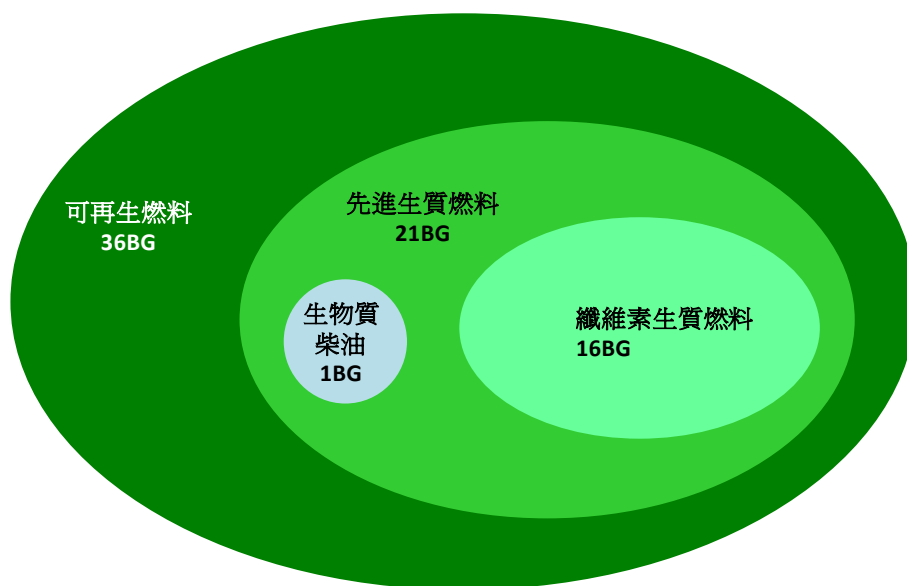 可再生燃料
36BG
先進生質燃料
21BG
生物質
柴油
1BG
纖維素生質燃料
16BG